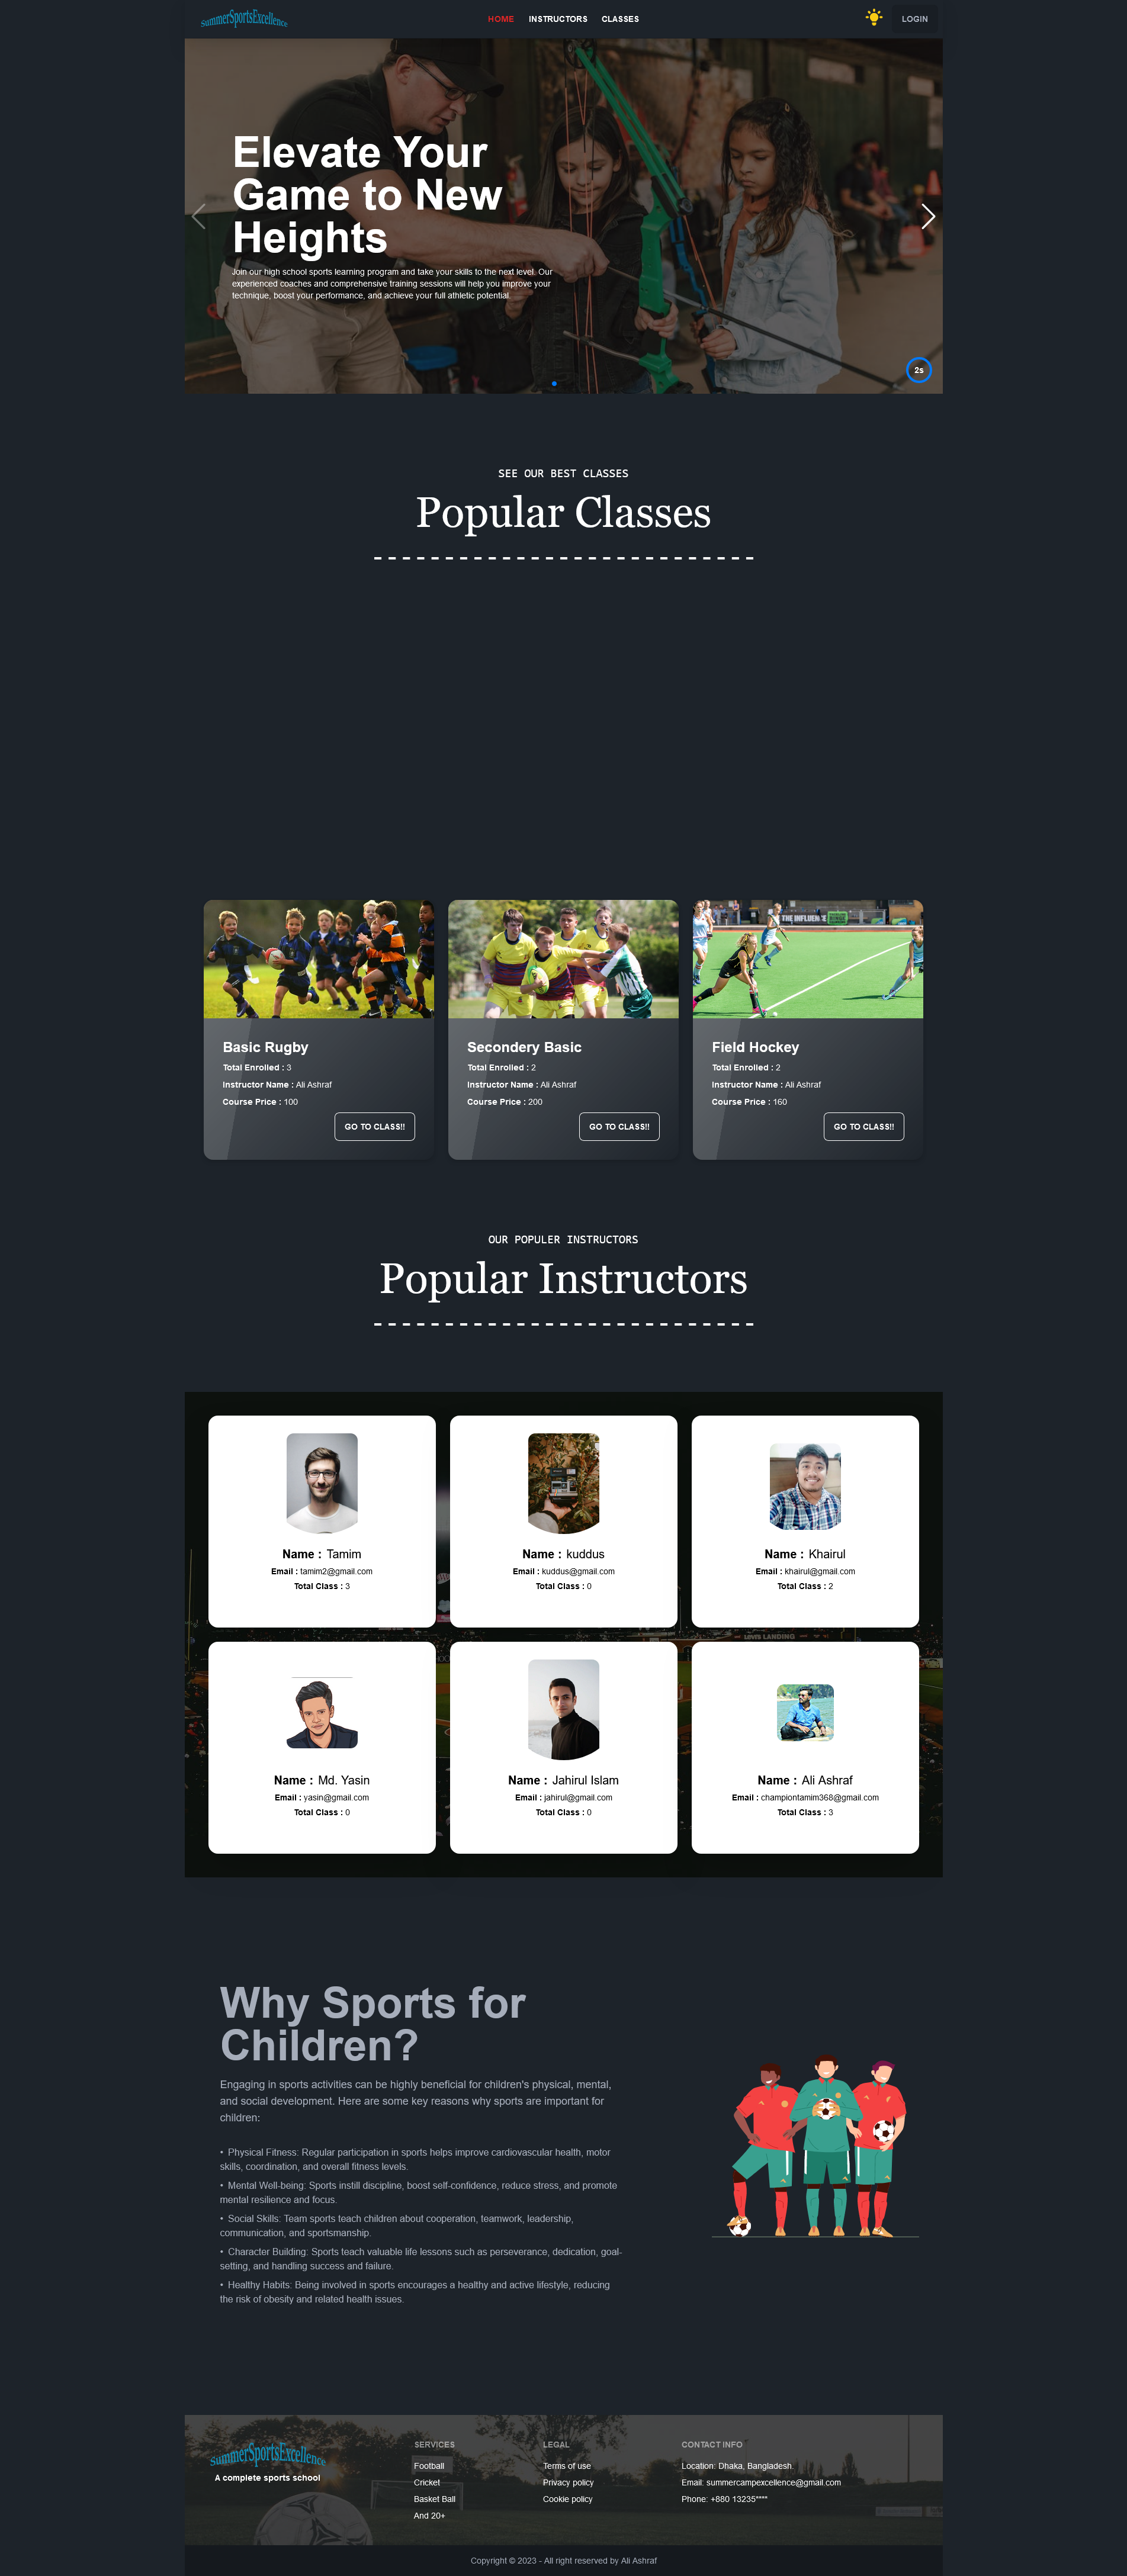 summerSportsExcellence
HOME INSTRUCTORS CLASSES
LOGIN
Elevate Your
Game to New
Heights
Join our high school sports learning program and take your skills to the next level. Our
experienced coaches and comprehensive training sessions will help you improve your
technique, boost your performance, and achieve your full athletic potential
2s
SEE OUR BEST CLASSES
Popular Classes
THE INFLUENCE
Basic Rugby
Total Enrolled : 3
Instructor Name : Ali Ashraf
Course Price : 100
GO TO CLASS!!
Secondery Basic
Total Enrolled : 2
Instructor Name : Ali Ashraf
Course Price : 200
GO TO CLASS!!
Field Hockey
Total Enrolled : 2
Instructor Name : Ali Ashraf
Course Price : 160
GO TO CLASS!!
OUR POPULER INSTRUCTORS
Popular Instructors
Name : Tamim
Email : tamim2@gmail.com
Total Class : 3
Name : kuddus
Email : kuddus@gmail.com
Total Class : 0
Name : Khairul
Email : khairul@gmail.com
Total Class : 2
LANDING
Name : Md. Yasin
Email : yasin@gmail.com
Total Class : 0
Name : Jahirul Islam
Email : jahirul@gmail.com
Total Class : 0
Name : Ali Ashraf
Email : championtamim368@gmail.com
Total Class : 3
Why Sports for
Children?
Engaging in sports activities can be highly beneficial for children's physical, mental,
and social development. Here are some key reasons why sports are important for
children:
• Physical Fitness: Regular participation in sports helps improve cardiovascular health, motor
skills, coordination, and overall fitness levels.
• Mental Well-being: Sports instill discipline, boost self-confidence, reduce stress, and promote
mental resilience and focus.
• Social Skills: Team sports teach children about cooperation, teamwork, leadership,
communication, and sportsmanship.
• Character Building: Sports teach valuable life lessons such as perseverance, dedication, goal-
setting, and handling success and failure.
• Healthy Habits: Being involved in sports encourages a healthy and active lifestyle, reducing
the risk of obesity and related health issues.
summerSportsExcellence
A complete sports school
SERVICES
Football
Cricket
Basket Ball
And 20+
LEGAL
Terms of use
Privacy policy
Cookie policy
CONTACT INFO
Location: Dhaka, Bangladesh.
Email: summercampexcellence@gmail.com
Phone: +880 13235****
Copyright © 2023 - All right reserved by Ali Ashraf